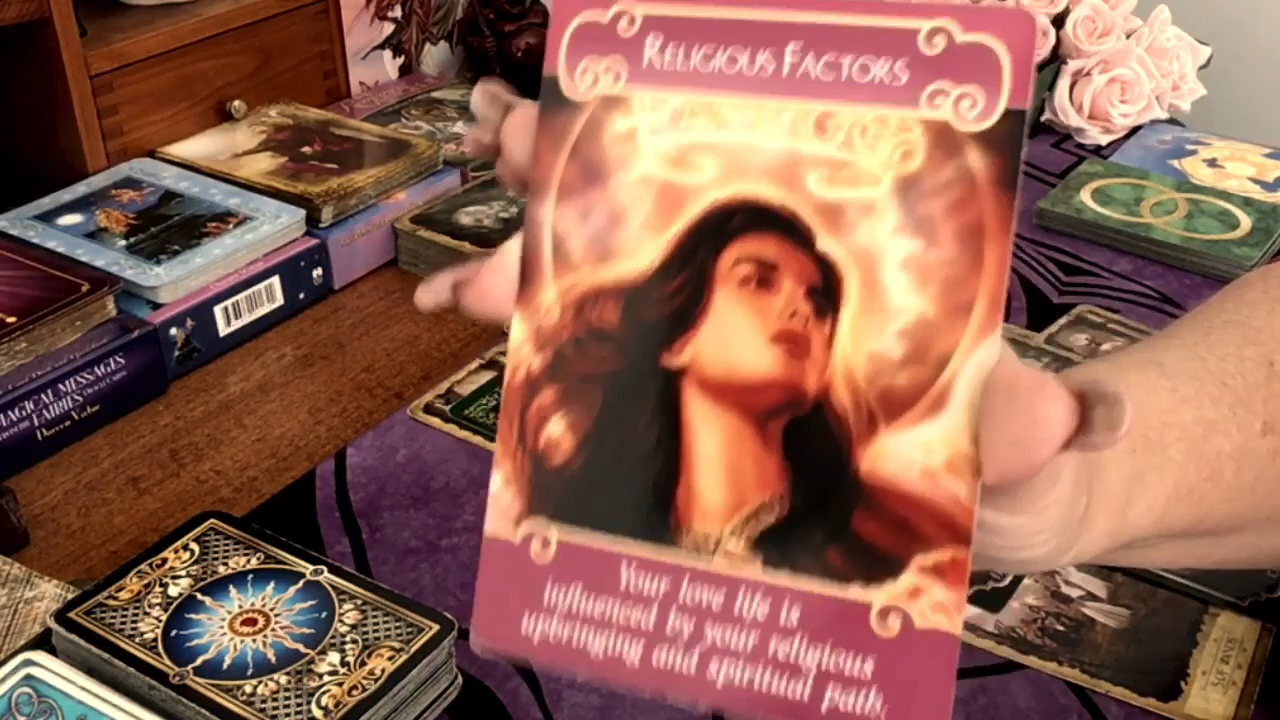 RELIGIOUS FACTORS
Your love life is
influenced by your religious
upbringing and spiritual path.
MAGICAL MESSAGES
FROM THE FAIRIES ORACLE CARDS
Doreen Virtue